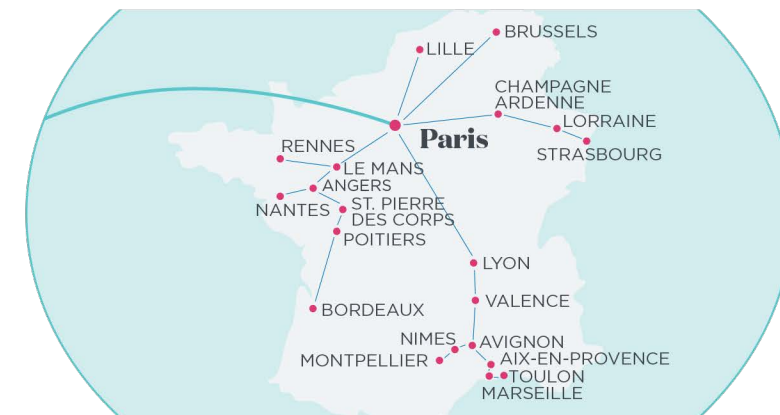 BRUSSELS
LILLE
CHAMPAGNE
ARDENNE
LORRAINE
Paris
STRASBOURG
RENNES
LE MANS
ANGERS
ST. PIERRE
DES CORPS
NANTES
POITIERS
LYON
VALENCE
BORDEAUX
NIMES
AVIGNON
MONTPELLIER
AIX-EN-PROVENCE
TOULON
MARSEILLE